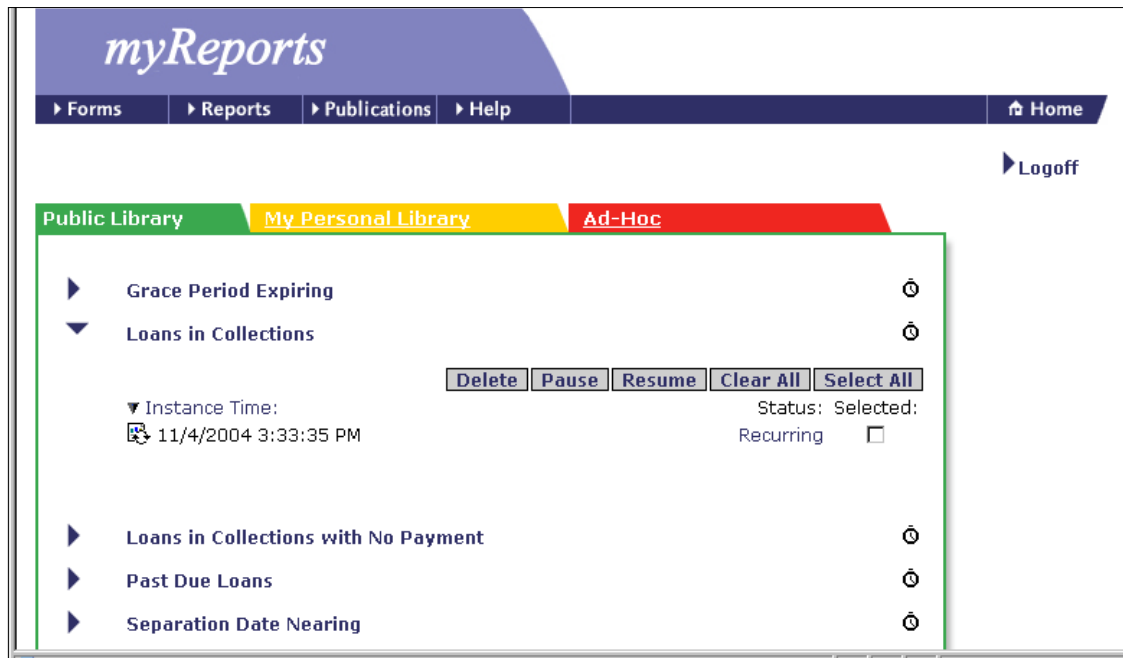 myReports
Forms Reports Publications Help Home
Logoff
Public Library My Personal Library Ad-Hoc
Grace Period Expiring
Loans in Collections
Delete Pause Resume Clear All Select All
Instance Time: Status: Selected:
11/4/2004 3:33:35 PM Recurring
Loans in Collections with No Payment
Past Due Loans
Separation Date Nearing